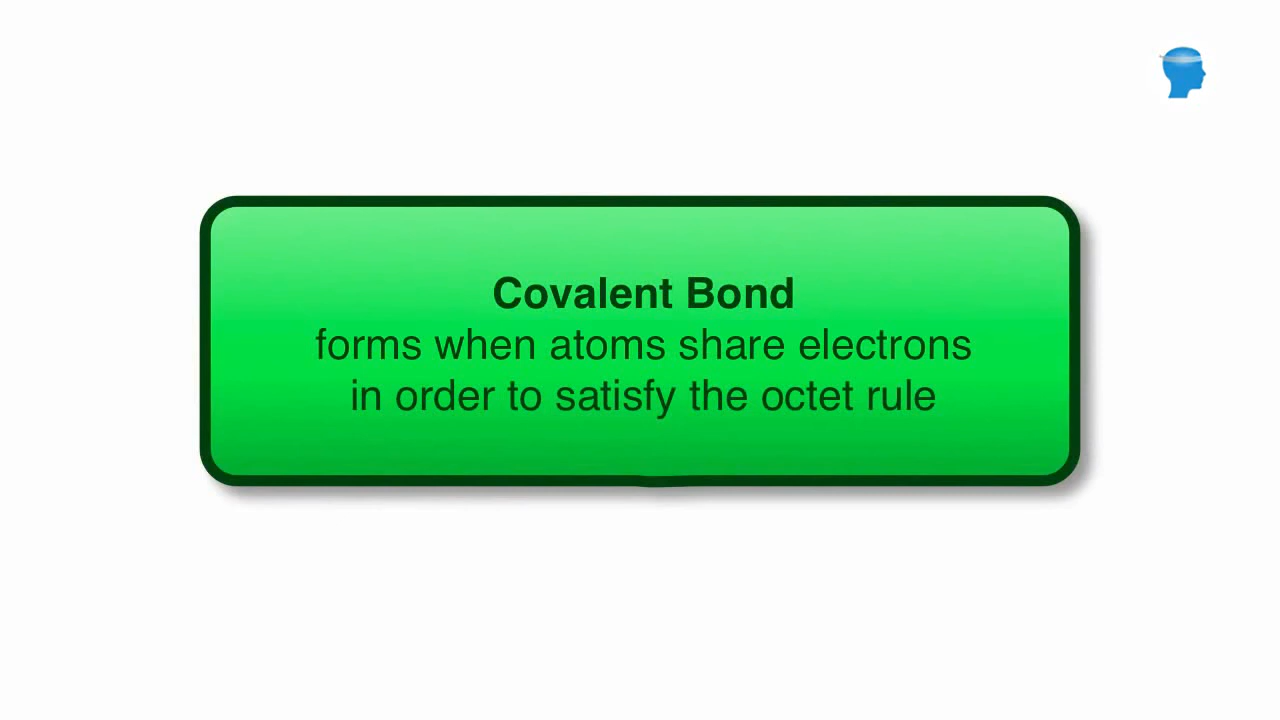 Covalent Bond
forms when atoms share electrons
in order to satisfy the octet rule